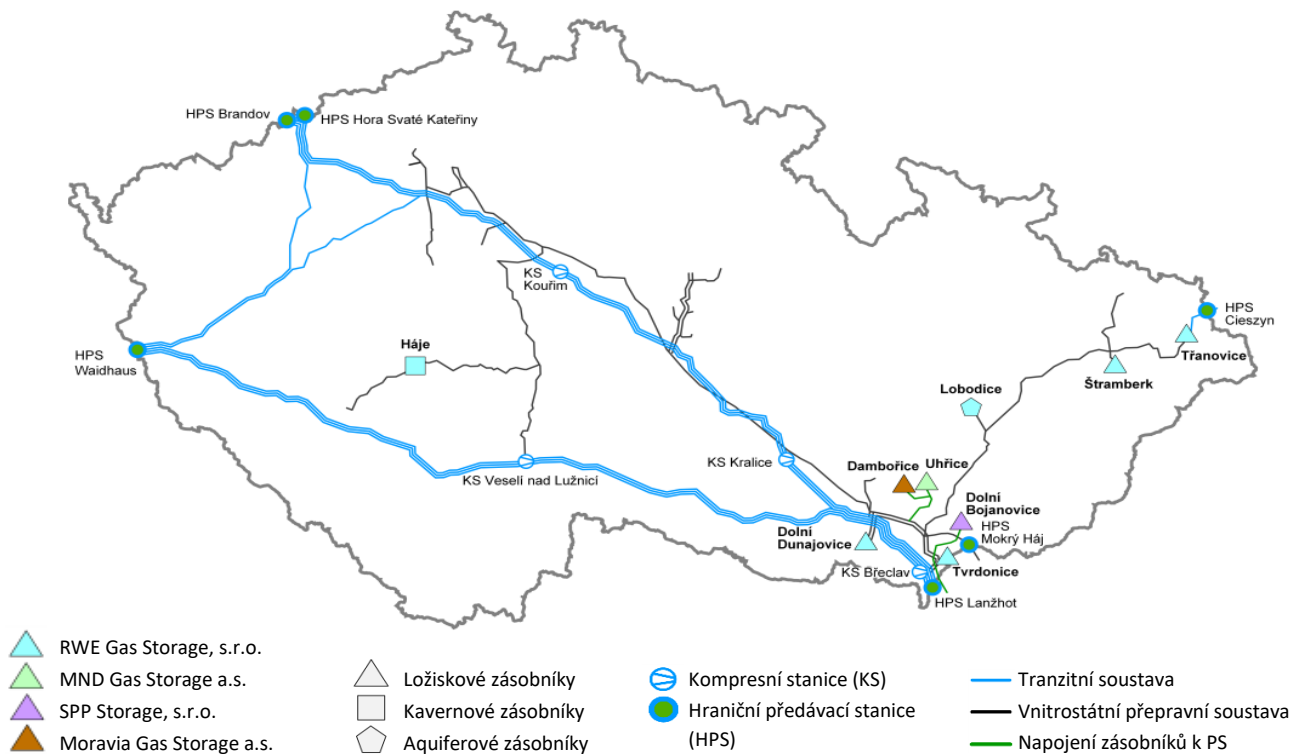 HPS Brandov
HPS Hora Svaté Kateřiny
KS
Kouřim
HPS
Cieszyn
Třanovice
Štramberk
HPS
Waidhaus
Háje
Lobodice
KS Kralice
Dambořice
Uhřice
KS Veselí nad Lužnicí
Dolní
Bojanovice
HPS
Mokrý Háj
Dolní
Dunajovice
KS Břeclav
Tvrdonice
HPS Lanžhot
RWE Gas Storage, s.r.o.
MND Gas Storage a.s.
SPP Storage, s.r.o.
Moravia Gas Storage a.s.
Ložiskové zásobníky
Kavernové zásobníky
Aquiferové zásobníky
Kompresní stanice (KS)
Hraniční předávací stanice
(HPS)
Tranzitní soustava
Vnitrostátní přepravní soustava
Napojení zásobníků k PS